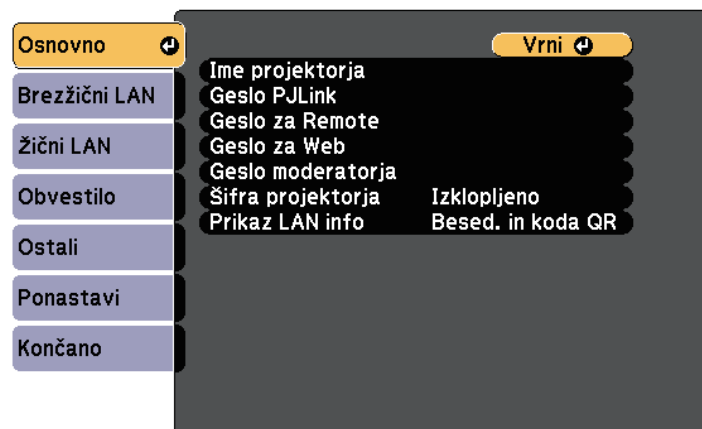 Osnovno
Brezžični LAN
Žični LAN
Obvestilo
Ostali
Ponastavi
Končano
Vrni
Ime projektorja
Geslo PJLink
Geslo za Remote
Geslo za Web
Geslo moderatorja
Šifra projektorja Izklopljeno
Prikaz LAN info Besed. in koda QR